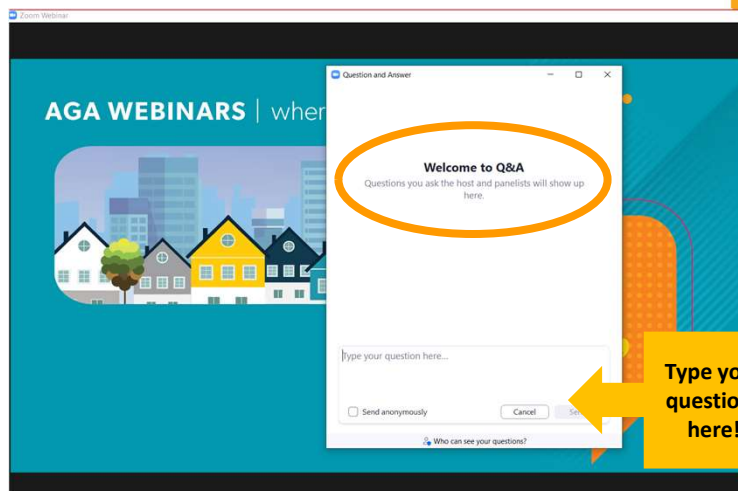 Zoom Webinar
Question and Answer
AGA WEBINARS | wher
Welcome to Q&A
Questions you ask the host and panelists will show up
here.
Type your question here...
Send anonymously
Cancel
Who can see your questions?
Type yo
questio
here!